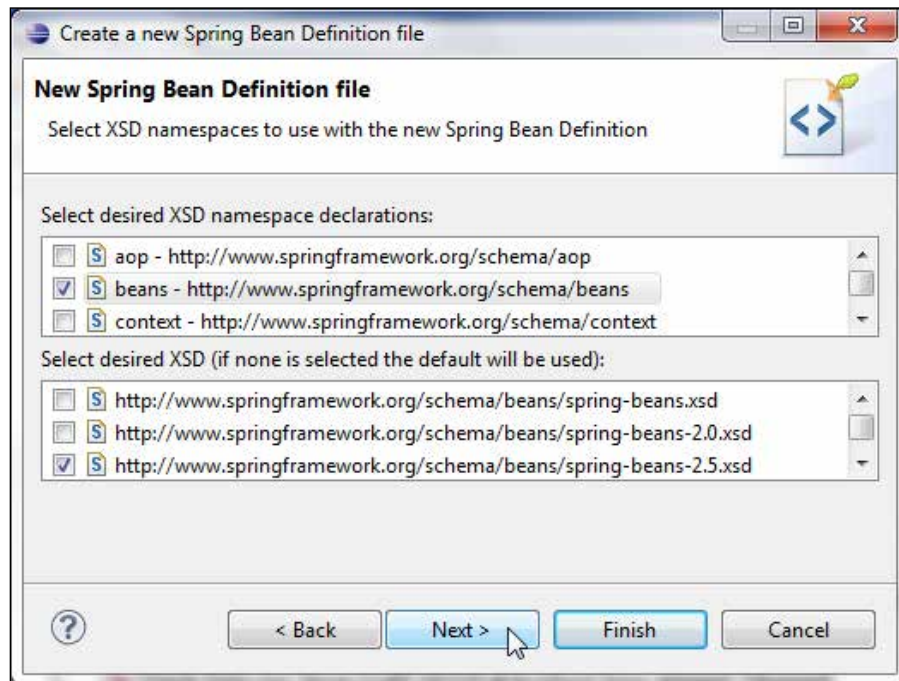 Create a new Spring Bean Definition file
New Spring Bean Definition file
Select XSD namespaces to use with the new Spring Bean Definition
Select desired XSD namespace declarations:
aop - http://www.springframework.org/schema/aop
beans - http://www.springframework.org/schema/beans
context - http://www.springframework.org/schema/context
Select desired XSD (if none is selected the default will be used):
http://www.springframework.org/schema/beans/spring-beans.xsd
http://www.springframework.org/schema/beans/spring-beans-2.0.xsd
http://www.springframework.org/schema/beans/spring-beans-2.5.xsd
< Back Next > Finish Cancel